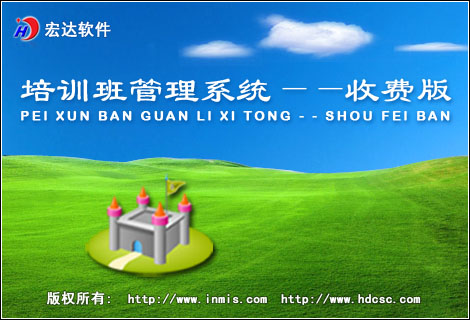 宏达软件
培训班管理系统－－收费版
PEI XUN BAN GUAN LI XI TONG - - SHOU FEI BAN
版权所有: http://www.inmis.com http://www.hdcsc.com